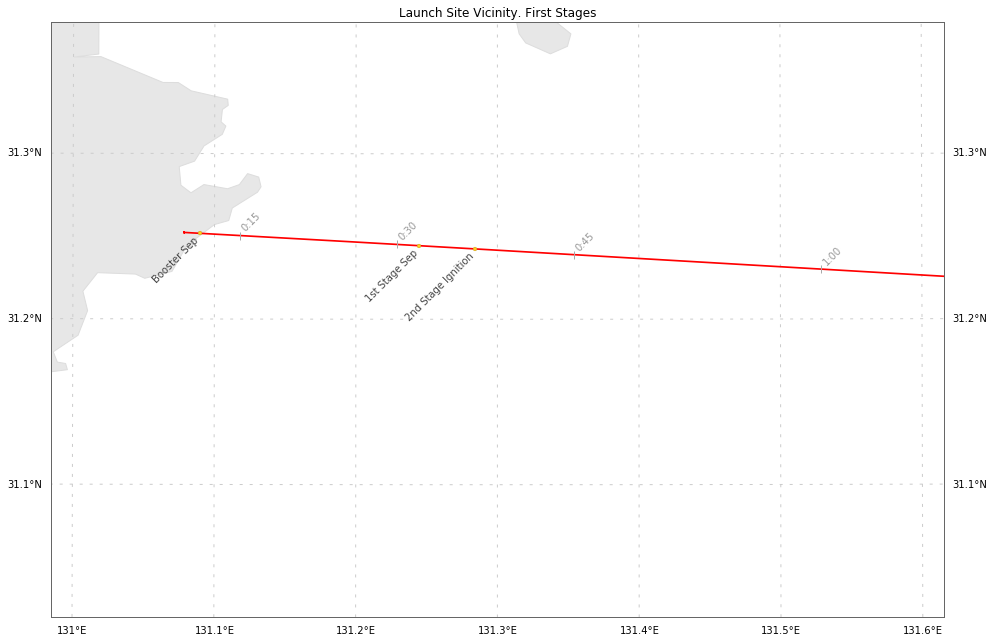 Launch Site Vicinity. First Stages
31.3°N
31.3°N
0:15
0:30
0:45
1:00
Booster Sep
1st Stage Sep
2nd Stage Ignition
31.2°N
31.2°N
31.1°N
31.1°N
131°E
131.1°E
131.2°E
131.3°E
131.4°E
131.5°E
131.6°E